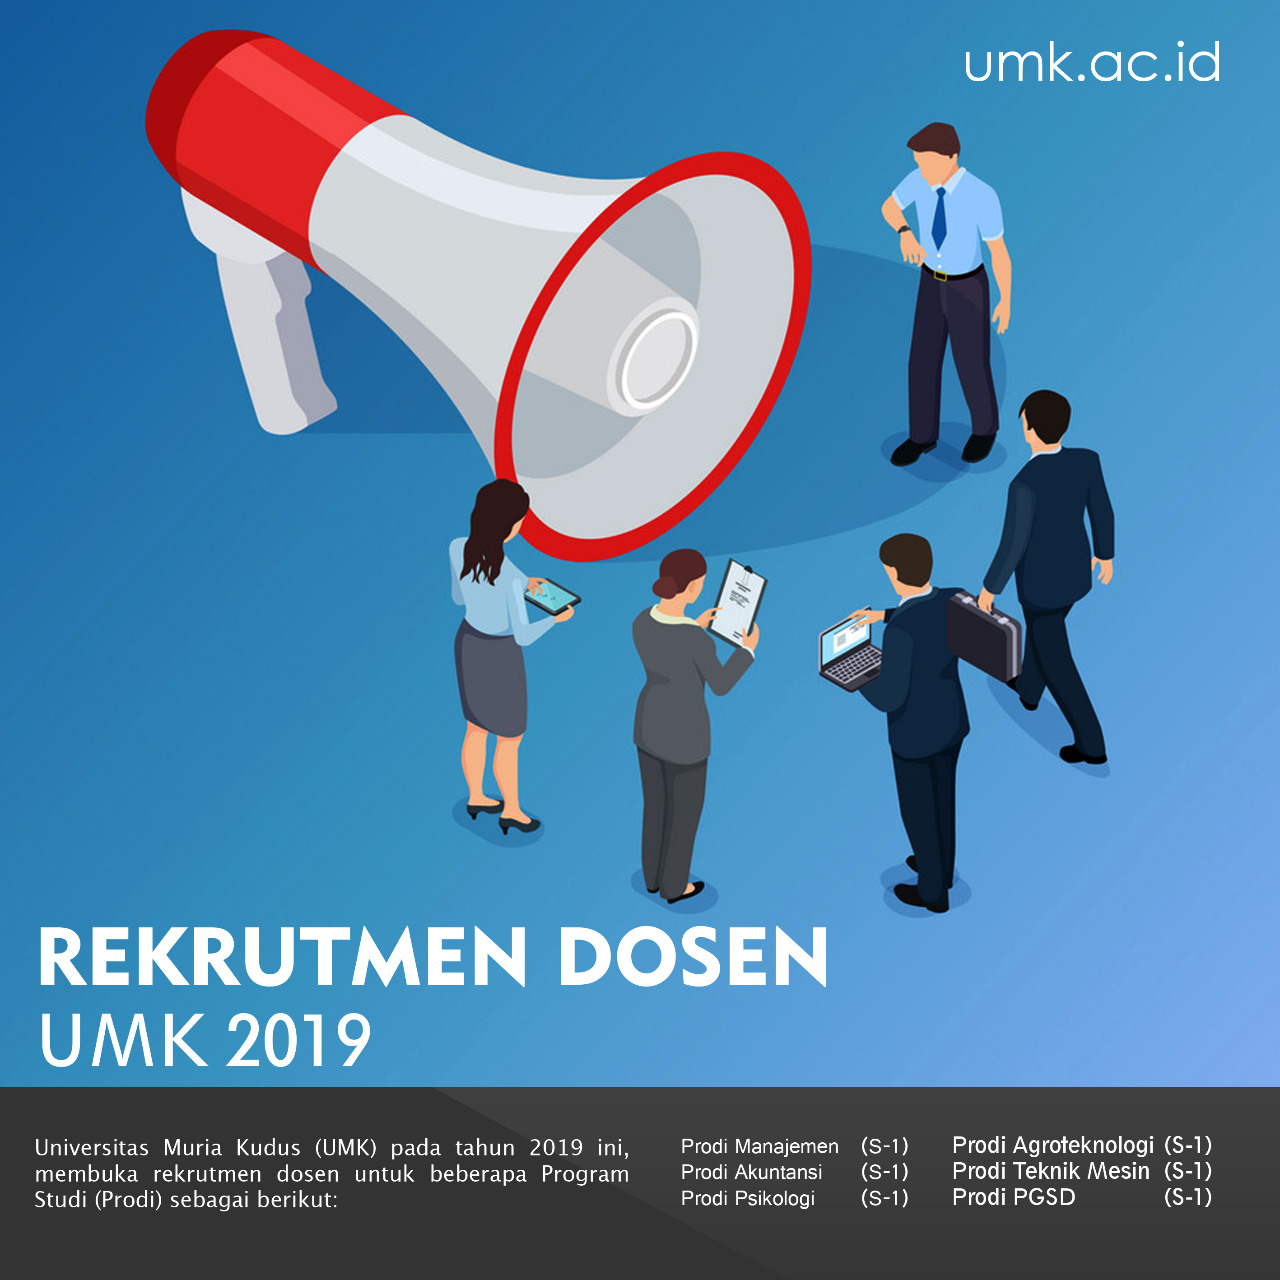 umk.ac.id
REKRUTMEN DOSEN
UMK 2019
Universitas Muria Kudus (UMK) pada tahun 2019 ini,
membuka rekrutmen dosen untuk beberapa Program
Studi (Prodi) sebagai berikut:
Prodi Manajemen (S-1)
Prodi Akuntansi (S-1)
Prodi Psikologi (S-1)
Prodi Agroteknologi (S-1)
Prodi Teknik Mesin (S-1)
Prodi PGSD (S-1)